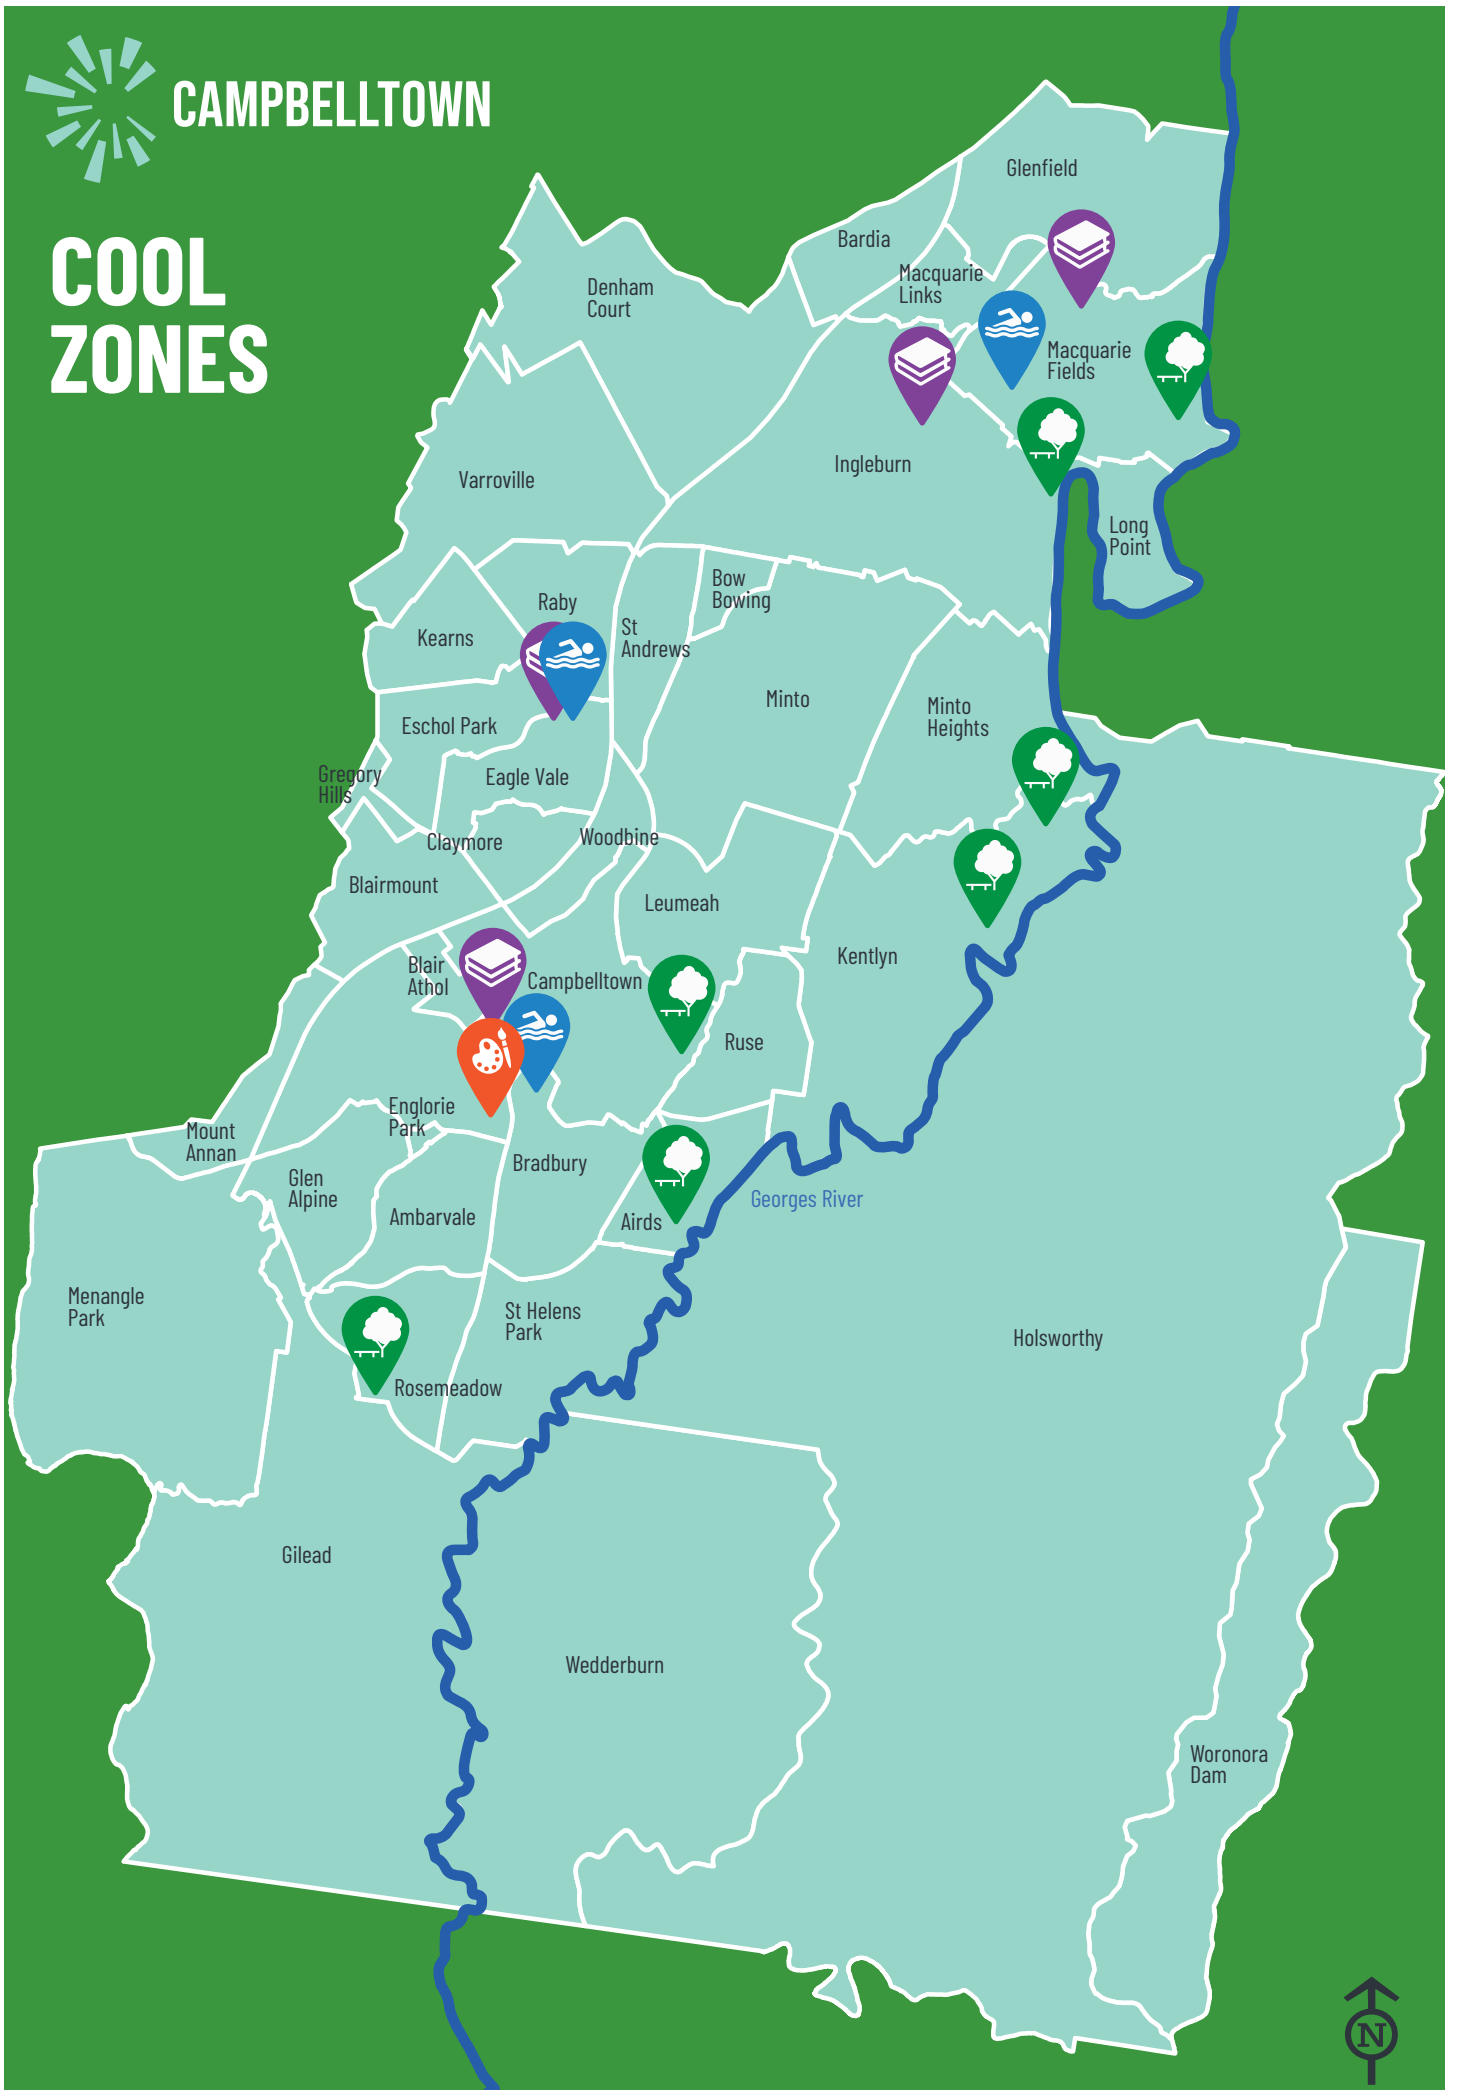 CAMPBELLTOWN
COOL
ZONES
Glenfield
Bardia
Macquarie
Links
Denham
Court
Macquarie
Fields
Ingleburn
Varroville
Long
Point
Bow
Bowing
Raby
St
Andrews
Kearns
Minto
Minto
Heights
Eschol Park
Gregory
Hills
Eagle Vale
Claymore
Woodbine
Blairmount
Leumeah
Kentlyn
Blair
Athol
Campbelltown
Ruse
Englorie
Park
Mount
Annan
Bradbury
Glen
Alpine
Georges River
Ambarvale
Airds
Menangle
Park
St Helens
Park
Holsworthy
Rosemeadow
Gilead
Wedderburn
Woronora
Dam
N